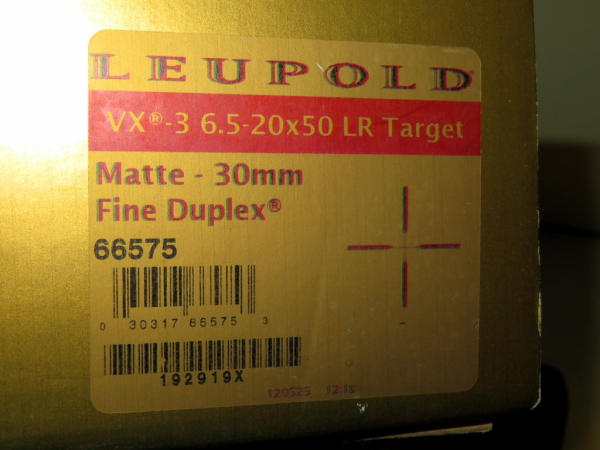 LEUPOLD
VX®-3 6.5-20x50 LR Target
Matte - 30mm
Fine Duplex®
66575
0 30317 66575 3
192919X
120525 12:15